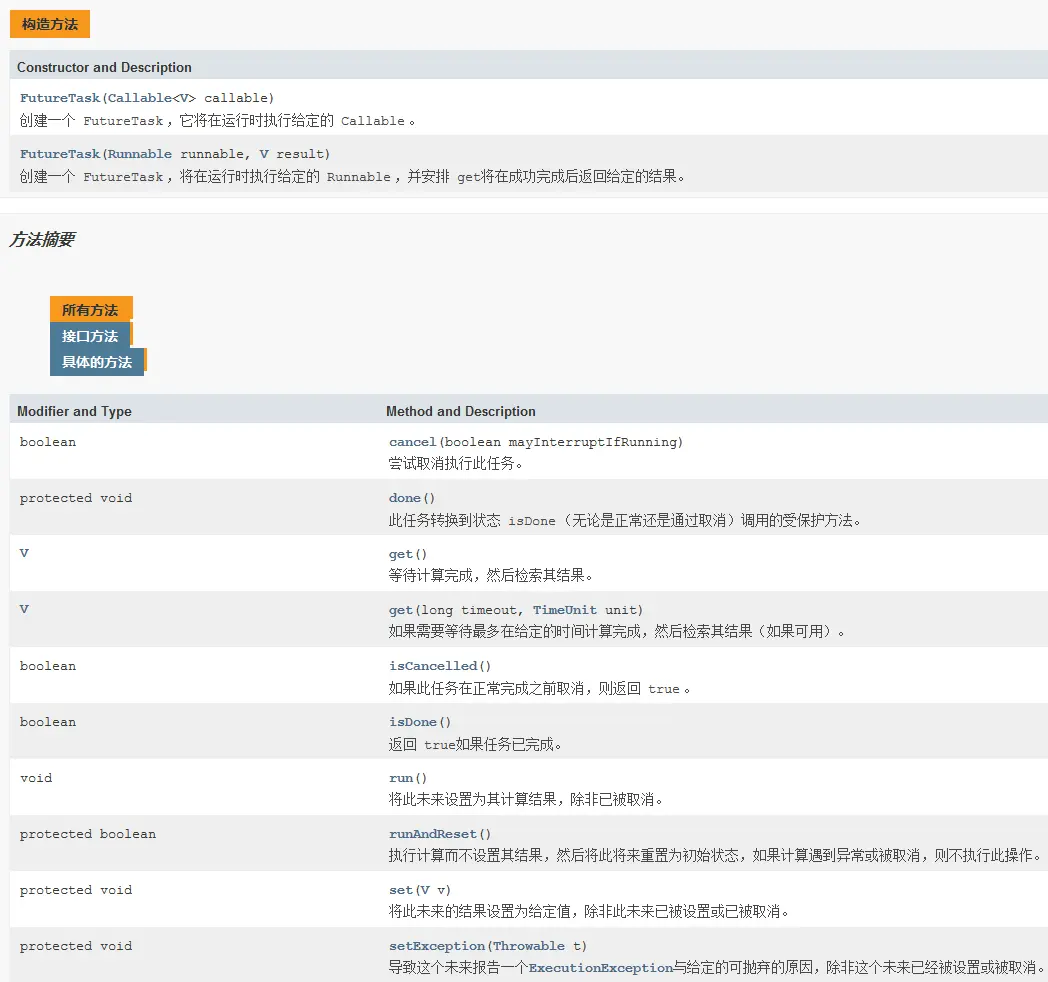 构造方法
Constructor and Description
FutureTask(Callable<V> callable)
创建一个 FutureTask ，它将在运行时执行给定的 Callable 。
FutureTask(Runnable runnable, V result)
创建一个 FutureTask ，将在运行时执行给定的 Runnable ，并安排 get将在成功完成后返回给定的结果。
方法摘要
所有方法
接口方法
具体的方法
Modifier and Type Method and Description
boolean cancel(boolean mayInterruptIfRunning)
尝试取消执行此任务。
protected void done()
此任务转换到状态 isDone （无论是正常还是通过取消）调用的受保护方法。
V get()
等待计算完成，然后检索其结果。
V get(long timeout, TimeUnit unit)
如果需要等待最多在给定的时间计算完成，然后检索其结果（如果可用）。
boolean isCancelled()
如果此任务在正常完成之前取消，则返回 true 。
boolean isDone()
返回 true如果任务已完成。
void run()
将此未来设置为其计算结果，除非已被取消。
protected boolean runAndReset()
执行计算而不设置其结果，然后将此将来重置为初始状态，如果计算遇到异常或被取消，则不执行此操作。
protected void set(V v)
将此未来的结果设置为给定值，除非此未来已被设置或已被取消。
protected void setException(Throwable t)
导致这个未来报告一个ExecutionException与给定的可抛弃的原因，除非这个未来已经被设置或被取消。